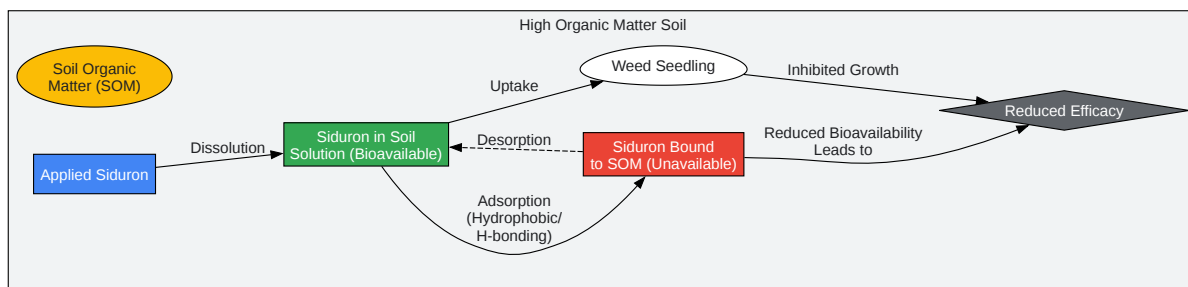 High Organic Matter Soil
Soil Organic
Matter (SOM)
Weed Seedling
Inhibited Growth
Uptake
Reduced Efficacy
Siduron in Soil
Solution (Bioavailable)
Desorption
Siduron Bound
to SOM (Unavailable)
Reduced Bioavailability
Leads to
Dissolution
Applied Siduron
Adsorption
(Hydrophobic/
H-bonding)